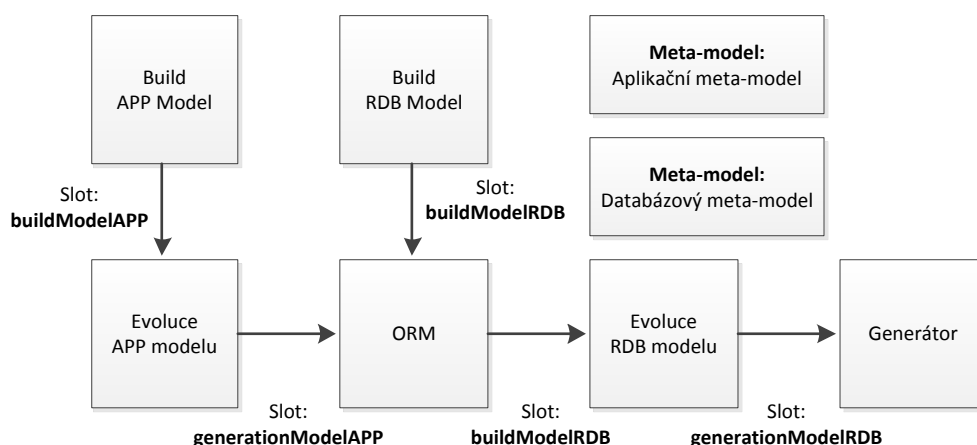 Build
APP Model
Build
RDB Model
Meta-model:
Aplikační meta-model
Meta-model:
Databázový meta-model
Slot:
buildModelAPP
Slot:
buildModelRDB
Evoluce
APP modelu
ORM
Evoluce
RDB modelu
Generátor
Slot:
generationModelAPP
Slot:
buildModelRDB
Slot:
generationModelRDB